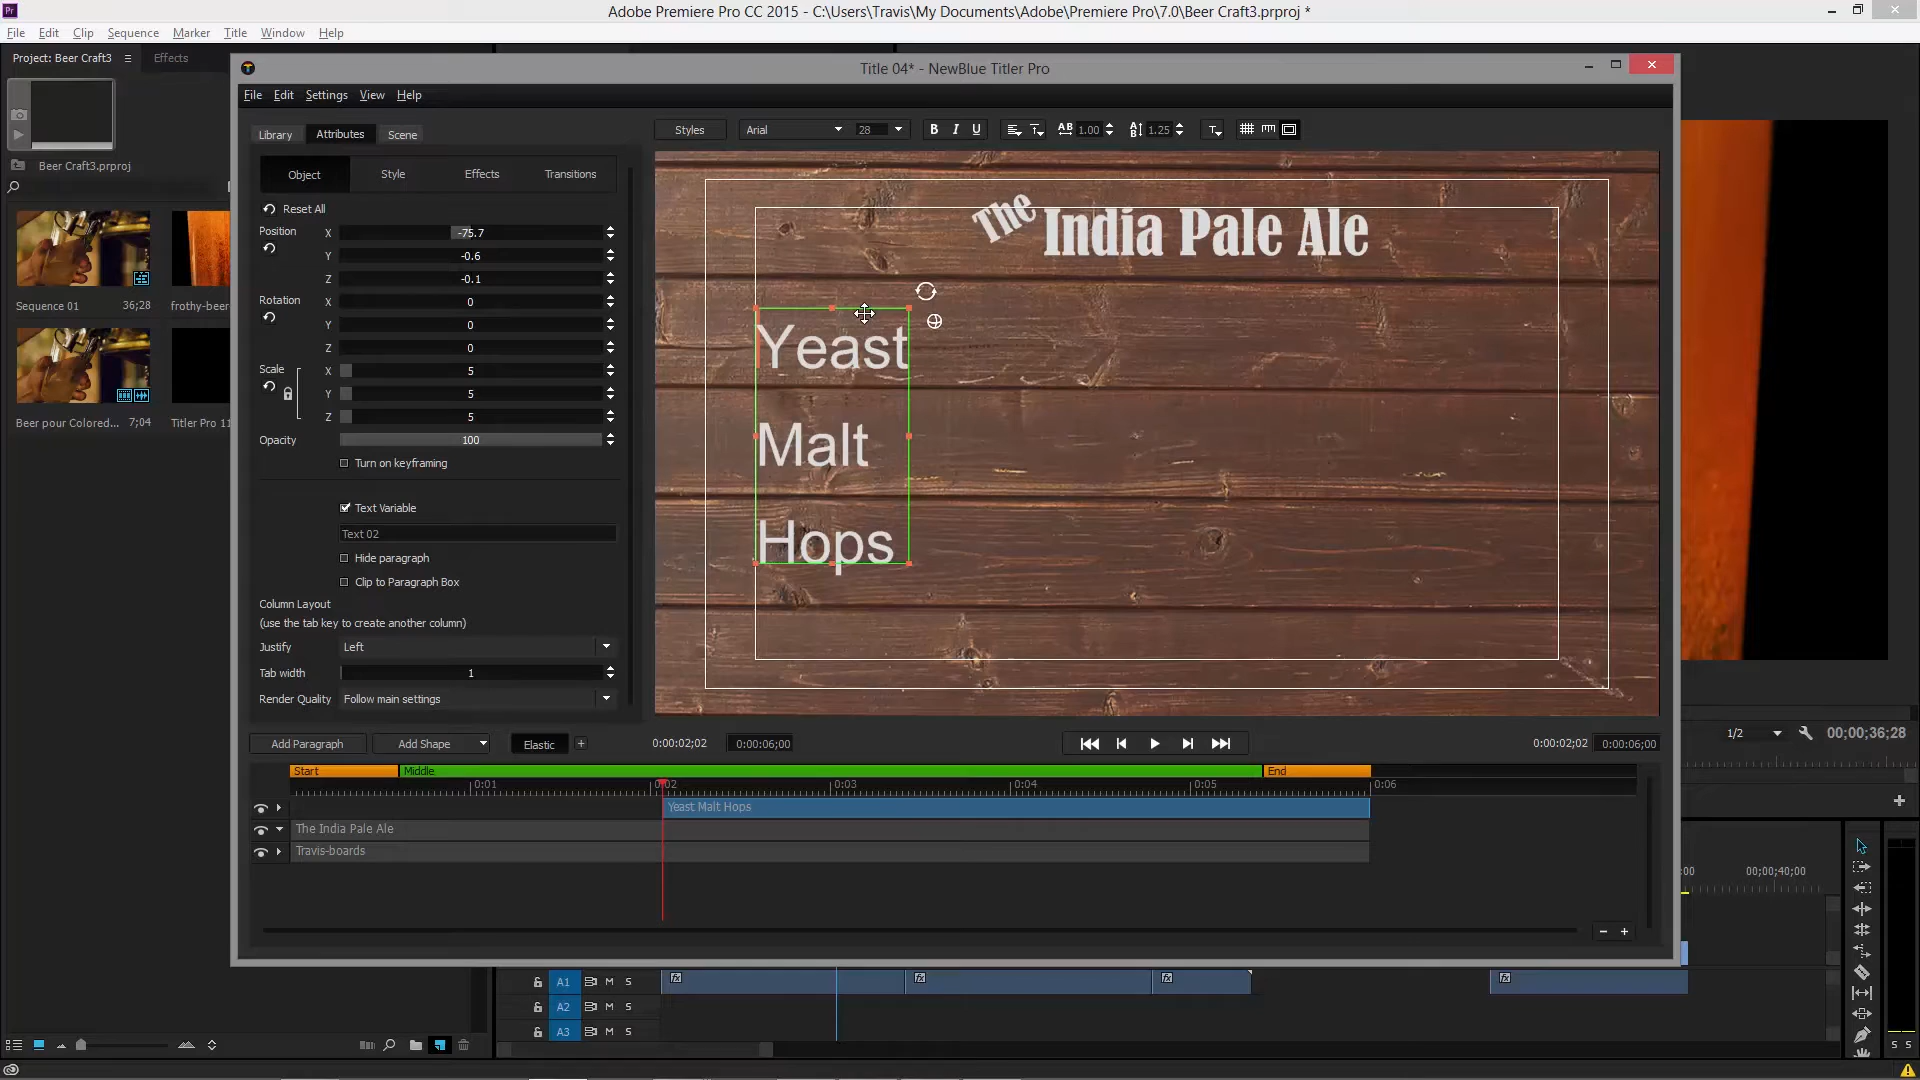 Adobe Premiere Pro CC 2015 - C:\Users\Travis\My Documents\Adobe\Premiere Pro\7.0\Beer Craft3.prproj *
File Edit Clip Sequence Marker Title Window Help
Project: Beer Craft3 Effects
Title 04* - NewBlue Titler Pro
File Edit Settings View Help
Library Attributes Scene
Styles Arial 28 B I U AB 1.00 1.25
Beer Craft3.prproj
Object Style Effects Transitions
Reset All
Position X -75.7
Y -0.6
Z -0.1
Rotation X 0
Y 0
Z 0
Scale X 5
Y 5
Z 5
Opacity 100
Turn on keyframing
Text Variable
Text 02
Hide paragraph
Clip to Paragraph Box
Column Layout
(use the tab key to create another column)
Justify Left
Tab width 1
Render Quality Follow main settings
Sequence 01 36;28 frothy-beer
Beer pour Colored... 7;04 Titler Pro 11
The India Pale Ale
Yeast
Malt
Hops
1/2 00;00;36;28
Add Paragraph Add Shape Elastic + 0:00:02;02 0:00:06;00 0:00:02;02 0:00:06;00
Start Middle End
0:01 0:02 0:03 0:04 0:05 0:06
Yeast Malt Hops
The India Pale Ale
Travis-boards
:00 00;00;40;00
A1 M S fx fx fx fx
A2 M S
A3 M S
S S